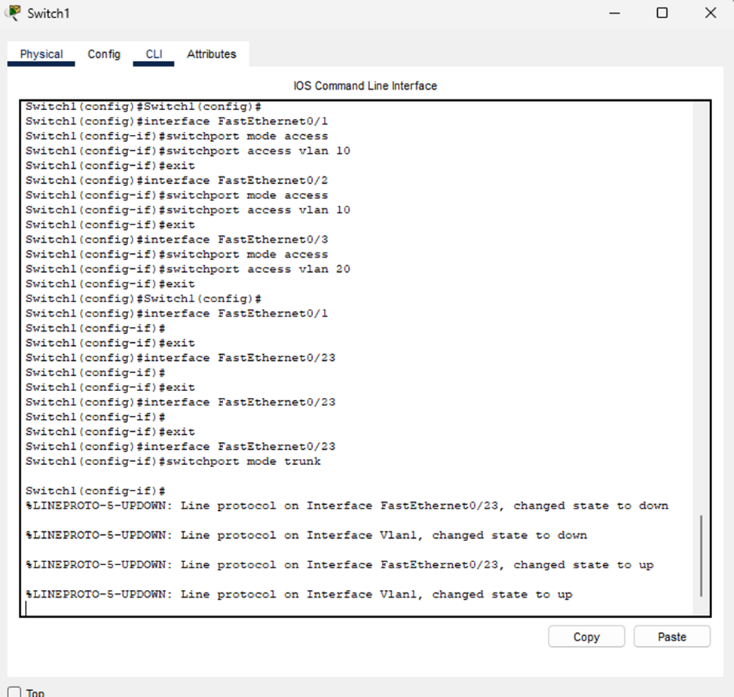 Switch1
Physical Config CLI Attributes
IOS Command Line Interface
Switch1(config)#Switch1(config)#
Switch1(config)#interface FastEthernet0/1
Switch1(config-if)#switchport mode access
Switch1(config-if)#switchport access vlan 10
Switch1(config-if)#exit
Switch1(config)#interface FastEthernet0/2
Switch1(config-if)#switchport mode access
Switch1(config-if)#switchport access vlan 10
Switch1(config-if)#exit
Switch1(config)#interface FastEthernet0/3
Switch1(config-if)#switchport mode access
Switch1(config-if)#switchport access vlan 20
Switch1(config-if)#exit
Switch1(config)#Switch1(config)#
Switch1(config)#interface FastEthernet0/1
Switch1(config-if)#
Switch1(config-if)#exit
Switch1(config)#interface FastEthernet0/23
Switch1(config-if)#
Switch1(config-if)#exit
Switch1(config)#interface FastEthernet0/23
Switch1(config-if)#
Switch1(config-if)#exit
Switch1(config)#interface FastEthernet0/23
Switch1(config-if)#switchport mode trunk
Switch1(config-if)#
%LINEPROTO-5-UPDOWN: Line protocol on Interface FastEthernet0/23, changed state to down
%LINEPROTO-5-UPDOWN: Line protocol on Interface Vlan1, changed state to down
%LINEPROTO-5-UPDOWN: Line protocol on Interface FastEthernet0/23, changed state to up
%LINEPROTO-5-UPDOWN: Line protocol on Interface Vlan1, changed state to up
Copy Paste
Top